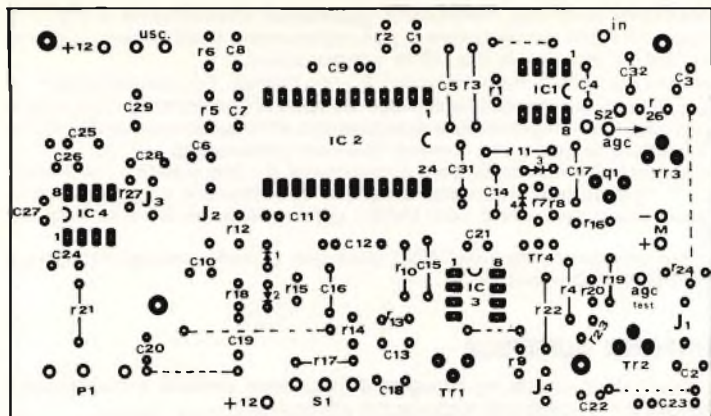 +12 usc. r6 C8 r2 C1 in
C9 C5 r3 r1 1 IC1 C4 C32 C3
C29 r5 C7 1 8 S2 r26
C25 IC 2 agc
C26 C28 C6 24 C31 r11 3 C17 Tr3
8 r27 J3 C14 q1
C27 IC4 J2 C11 4 r7 r8 −
1 r12 r16 M
C24 C12 C21 Tr4 +
C10 1 r10 C15 1 8 r19 r24
r21 r18 2 r15 C16 IC 3 r22 r4 r20 agc
r13 test
C20 C19 r14 r23 J1
r17 C13 r9 Tr2 C2
P1 C18 Tr1 J4
+12 S1 C22 C23